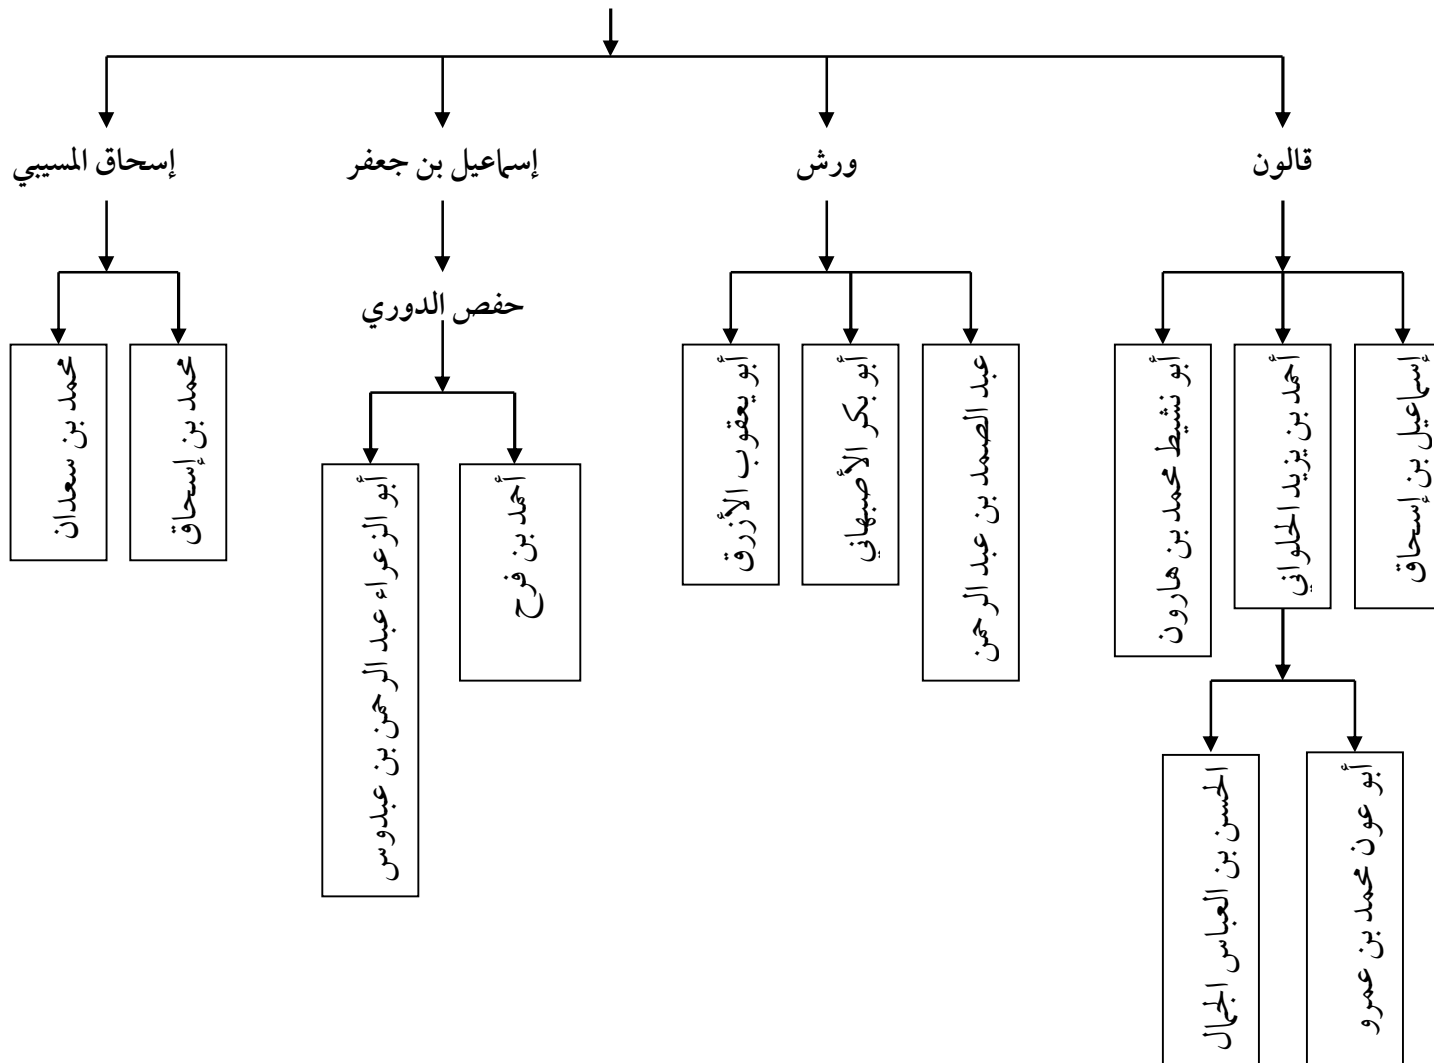 قالون
ورش
إسماعيل بن جعفر
إسحاق المسيبي
حفص الدوري
إسماعيل بن إسحاق
أحمد بن يزيد الحلواني
أبو نشيط محمد بن هارون
عبد الصمد بن عبد الرحمن
أبو بكر الأصبهاني
أبو يعقوب الأزرق
أحمد بن فرح
أبو الزعراء عبد الرحمن بن عبدوس
محمد بن إسحاق
محمد بن سعدان
أبو عون محمد بن عمرو
الحسن بن العباس الجمال